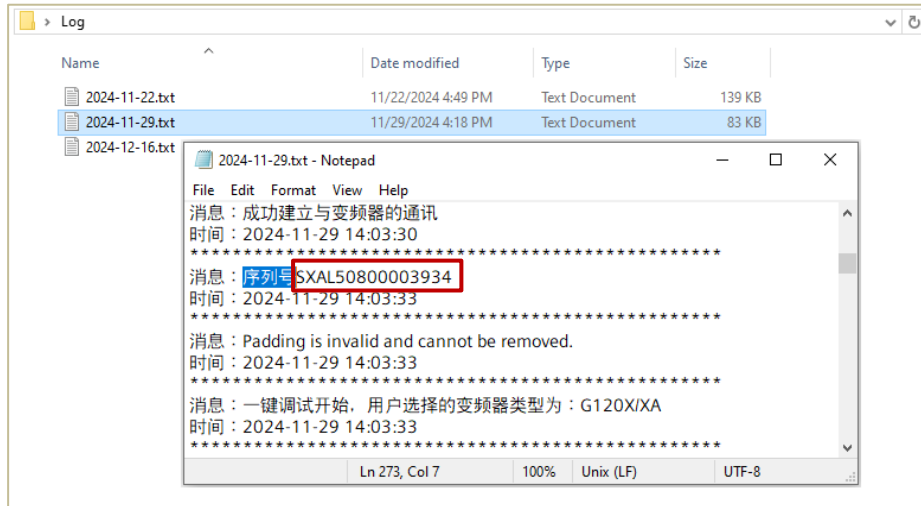 Log
Name Date modified Type Size
2024-11-22.txt 11/22/2024 4:49 PM Text Document 139 KB
2024-11-29.txt 11/29/2024 4:18 PM Text Document 83 KB
2024-12-16.txt
2024-11-29.txt - Notepad
File Edit Format View Help
消息：成功建立与变频器的通讯
时间：2024-11-29 14:03:30
**************************************************
消息：序列号SXAL50800003934
时间：2024-11-29 14:03:33
**************************************************
消息：Padding is invalid and cannot be removed.
时间：2024-11-29 14:03:33
**************************************************
消息：一键调试开始，用户选择的变频器类型为：G120X/XA
时间：2024-11-29 14:03:33
**************************************************
Ln 273, Col 7 100% Unix (LF) UTF-8